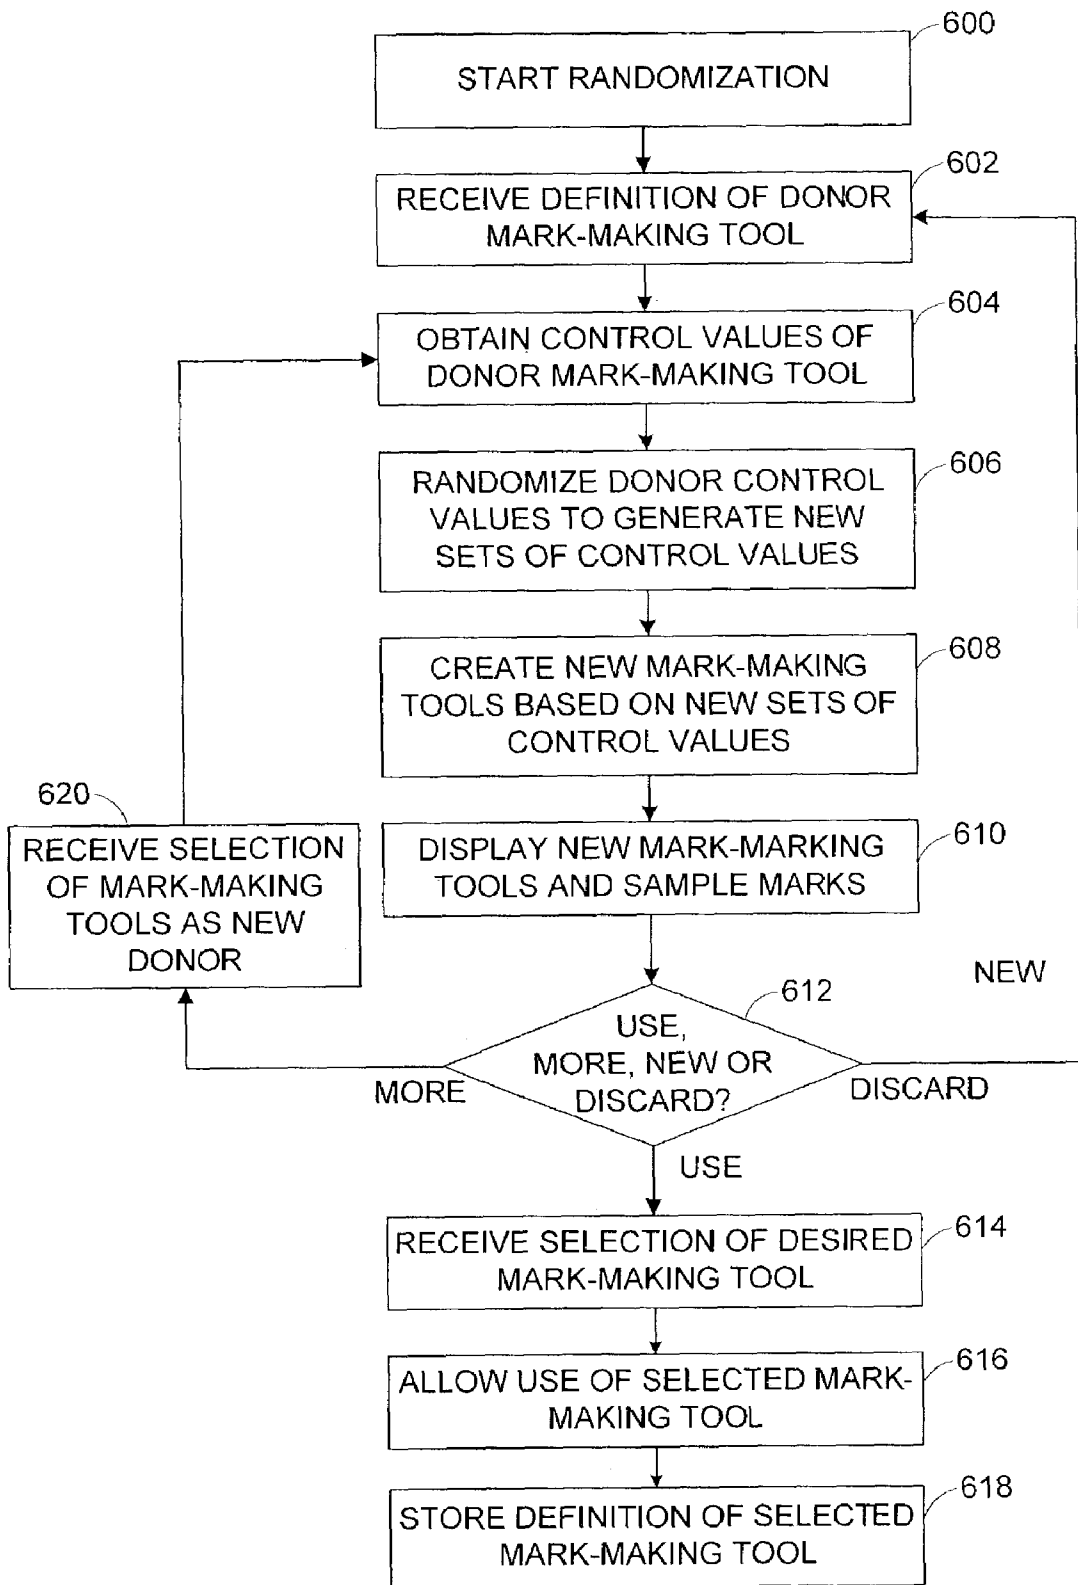 600
START RANDOMIZATION
602
RECEIVE DEFINITION OF DONOR
MARK-MAKING TOOL
604
OBTAIN CONTROL VALUES OF
DONOR MARK-MAKING TOOL
606
RANDOMIZE DONOR CONTROL
VALUES TO GENERATE NEW
SETS OF CONTROL VALUES
608
CREATE NEW MARK-MAKING
TOOLS BASED ON NEW SETS OF
CONTROL VALUES
620
RECEIVE SELECTION
OF MARK-MAKING
TOOLS AS NEW
DONOR
610
DISPLAY NEW MARK-MARKING
TOOLS AND SAMPLE MARKS
NEW
612
USE,
MORE, NEW OR
DISCARD?
MORE
DISCARD
USE
614
RECEIVE SELECTION OF DESIRED
MARK-MAKING TOOL
616
ALLOW USE OF SELECTED MARK-
MAKING TOOL
618
STORE DEFINITION OF SELECTED
MARK-MAKING TOOL